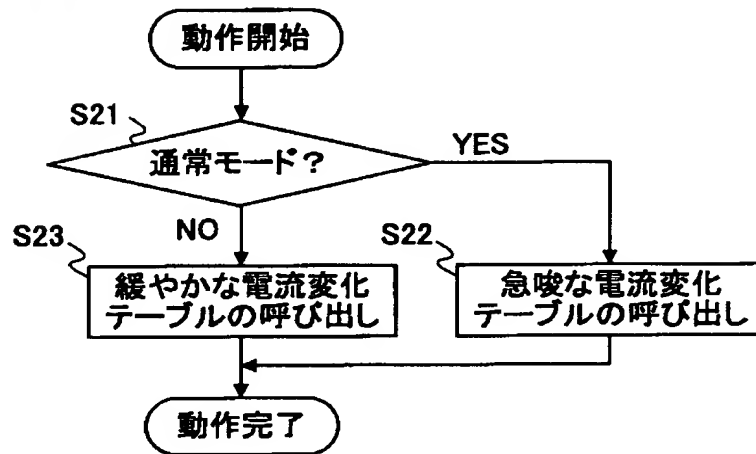 動作開始
S21
通常モード?
YES
NO
S23
緩やかな電流変化
テーブルの呼び出し
S22
急峻な電流変化
テーブルの呼び出し
動作完了